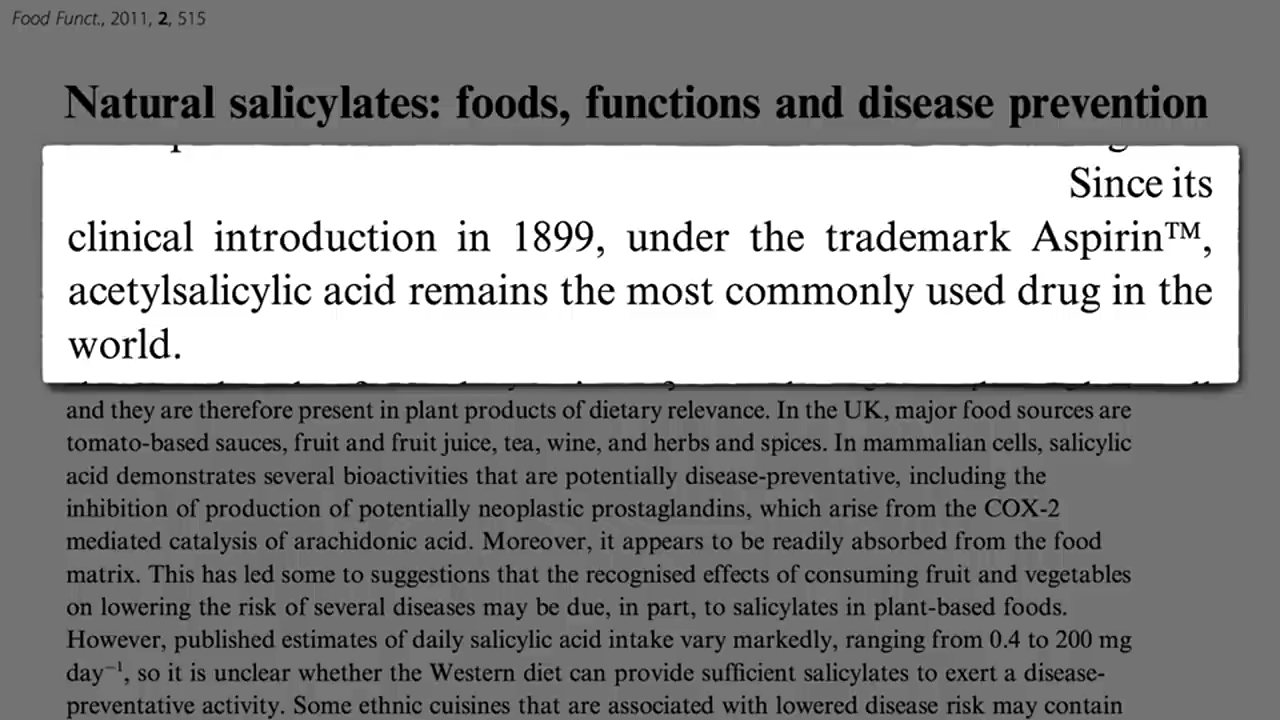 Food Funct., 2011, 2, 515
Natural salicylates: foods, functions and disease prevention
Since its
clinical introduction in 1899, under the trademark Aspirin™,
acetylsalicylic acid remains the most commonly used drug in the
world.
and they are therefore present in plant products of dietary relevance. In the UK, major food sources are
tomato-based sauces, fruit and fruit juice, tea, wine, and herbs and spices. In mammalian cells, salicylic
acid demonstrates several bioactivities that are potentially disease-preventative, including the
inhibition of production of potentially neoplastic prostaglandins, which arise from the COX-2
mediated catalysis of arachidonic acid. Moreover, it appears to be readily absorbed from the food
matrix. This has led some to suggestions that the recognised effects of consuming fruit and vegetables
on lowering the risk of several diseases may be due, in part, to salicylates in plant-based foods.
However, published estimates of daily salicylic acid intake vary markedly, ranging from 0.4 to 200 mg
day⁻¹, so it is unclear whether the Western diet can provide sufficient salicylates to exert a disease-
preventative activity. Some ethnic cuisines that are associated with lowered disease risk may contain